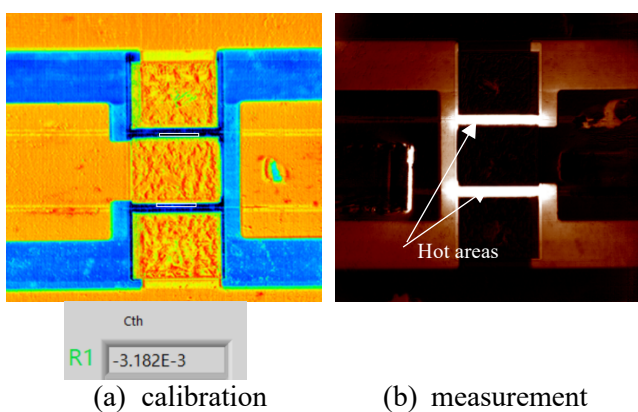 Hot areas
Cth
R1 -3.182E-3
(a) calibration
(b) measurement